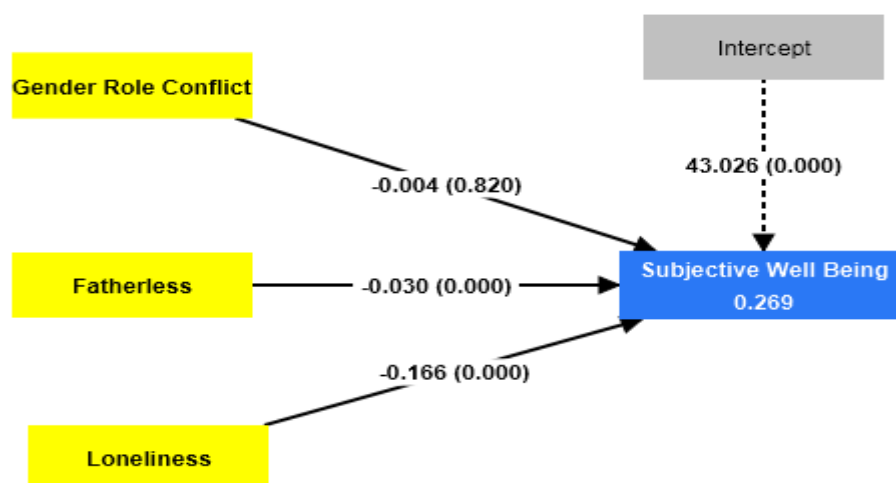 Intercept
Gender Role Conflict
43.026 (0.000)
-0.004 (0.820)
Subjective Well Being
0.269
Fatherless
-0.030 (0.000)
-0.166 (0.000)
Loneliness